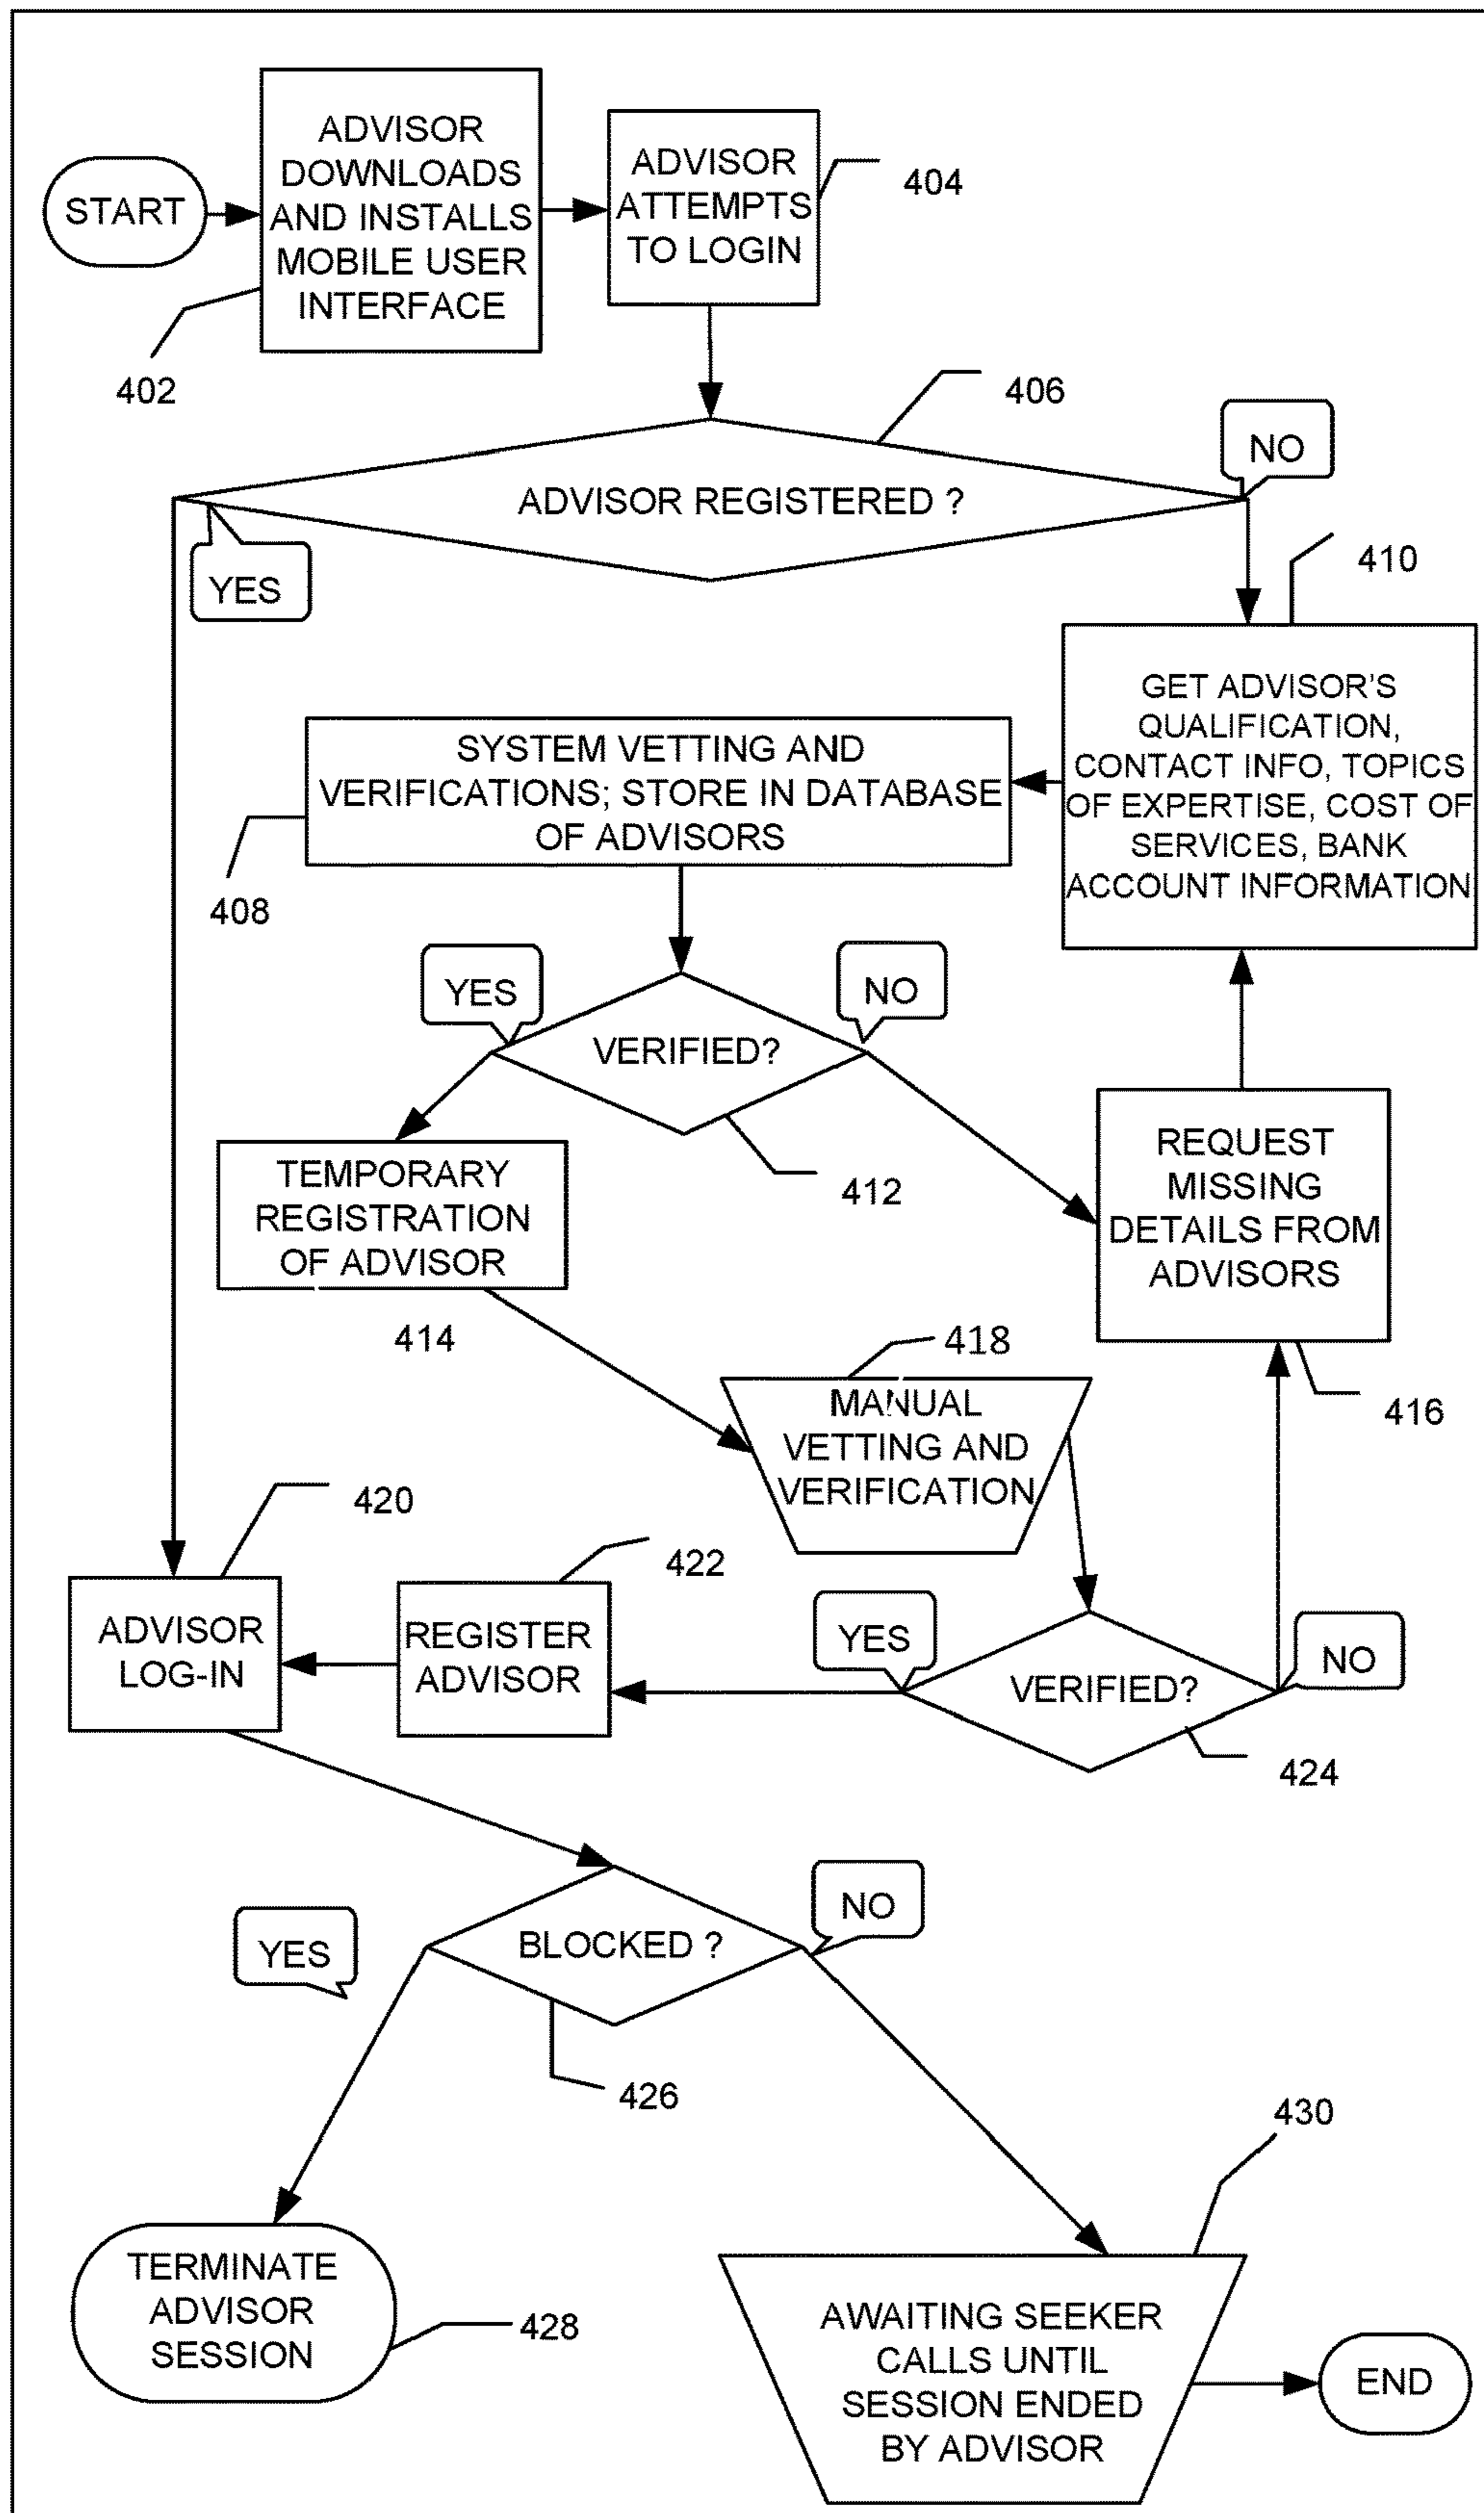 START
ADVISOR
DOWNLOADS
AND INSTALLS
MOBILE USER
INTERFACE
402
ADVISOR
ATTEMPTS
TO LOGIN
404
406
ADVISOR REGISTERED ?
NO
YES
410
GET ADVISOR'S
QUALIFICATION,
CONTACT INFO, TOPICS
OF EXPERTISE, COST OF
SERVICES, BANK
ACCOUNT INFORMATION
SYSTEM VETTING AND
VERIFICATIONS; STORE IN DATABASE
OF ADVISORS
408
YES
NO
VERIFIED?
412
TEMPORARY
REGISTRATION
OF ADVISOR
414
REQUEST
MISSING
DETAILS FROM
ADVISORS
416
418
MANUAL
VETTING AND
VERIFICATION
420
ADVISOR
LOG-IN
422
REGISTER
ADVISOR
YES
VERIFIED?
NO
424
YES
BLOCKED ?
NO
426
TERMINATE
ADVISOR
SESSION
428
430
AWAITING SEEKER
CALLS UNTIL
SESSION ENDED
BY ADVISOR
END